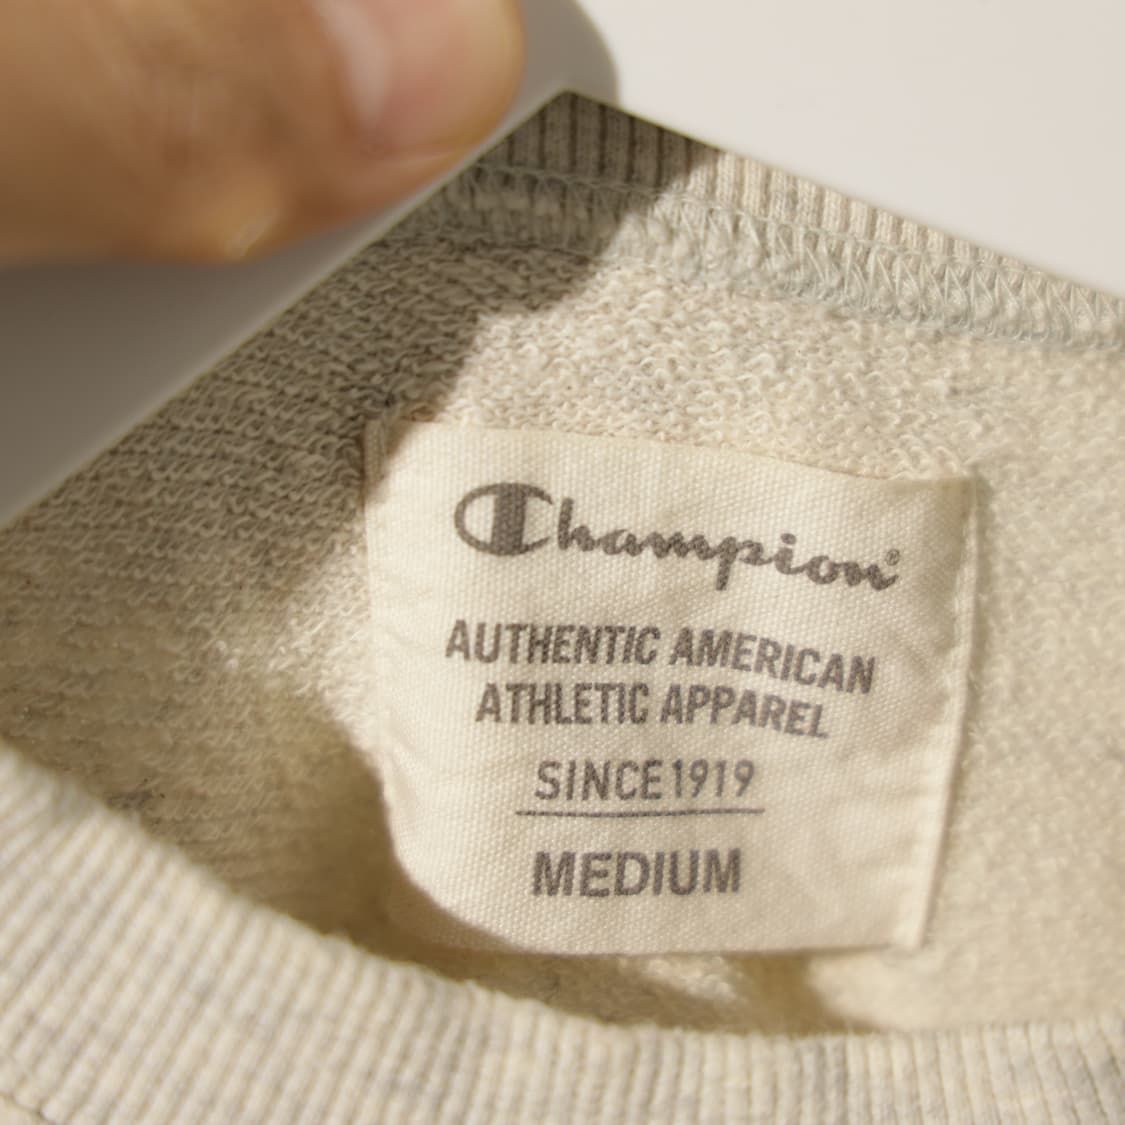 Champion®
AUTHENTIC AMERICAN
ATHLETIC APPAREL
SINCE 1919
MEDIUM